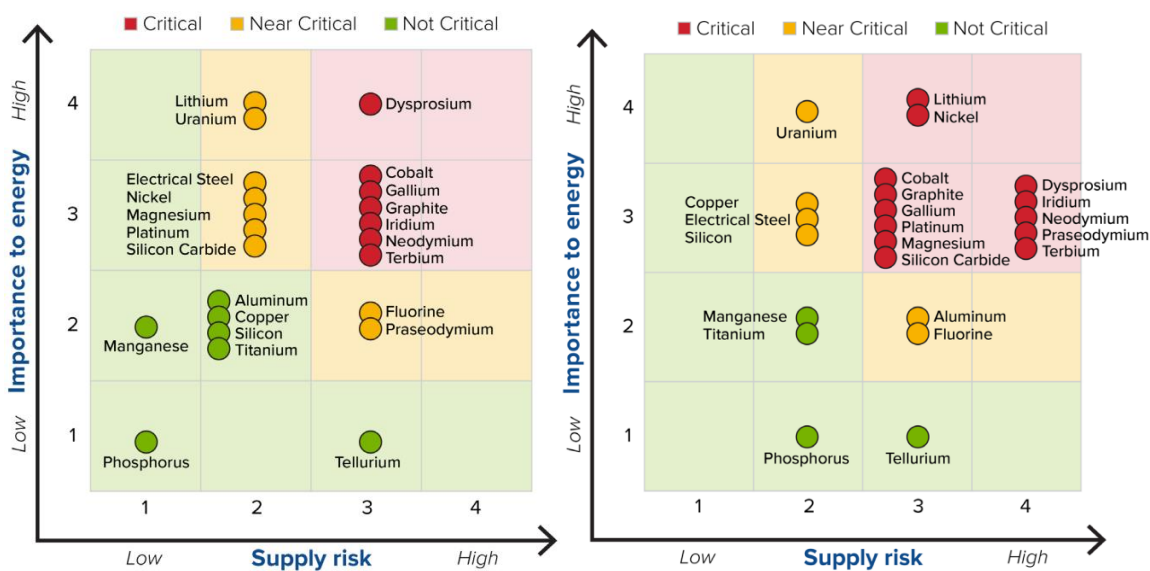 Critical Near Critical Not Critical
Importance to energy
High
Low
4
Lithium
Uranium
Dysprosium
3
Electrical Steel
Nickel
Magnesium
Platinum
Silicon Carbide
Cobalt
Gallium
Graphite
Iridium
Neodymium
Terbium
2
Manganese
Aluminum
Copper
Silicon
Titanium
Fluorine
Praseodymium
1
Phosphorus
Tellurium
1 2 3 4
Low Supply risk High
Critical Near Critical Not Critical
Importance to energy
High
Low
4
Uranium
Lithium
Nickel
3
Copper
Electrical Steel
Silicon
Cobalt
Graphite
Gallium
Platinum
Magnesium
Silicon Carbide
Dysprosium
Iridium
Neodymium
Praseodymium
Terbium
2
Manganese
Titanium
Aluminum
Fluorine
1
Phosphorus
Tellurium
1 2 3 4
Low Supply risk High